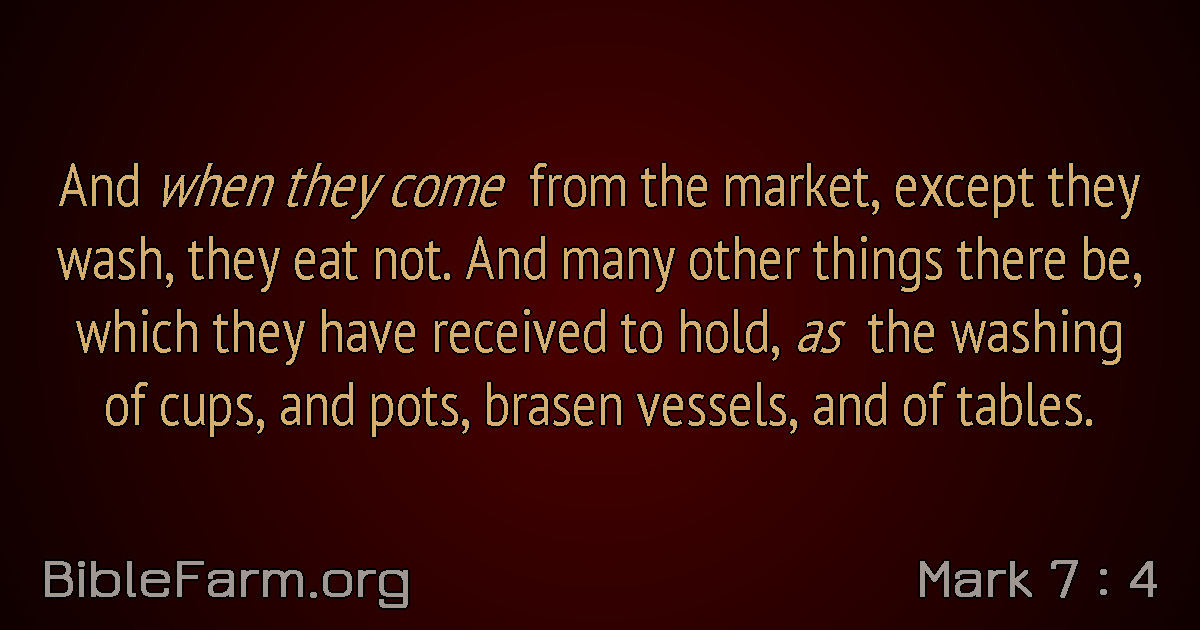 And when they come from the market, except they
wash, they eat not. And many other things there be,
which they have received to hold, as the washing
of cups, and pots, brasen vessels, and of tables.
BibleFarm.org
Mark 7 : 4